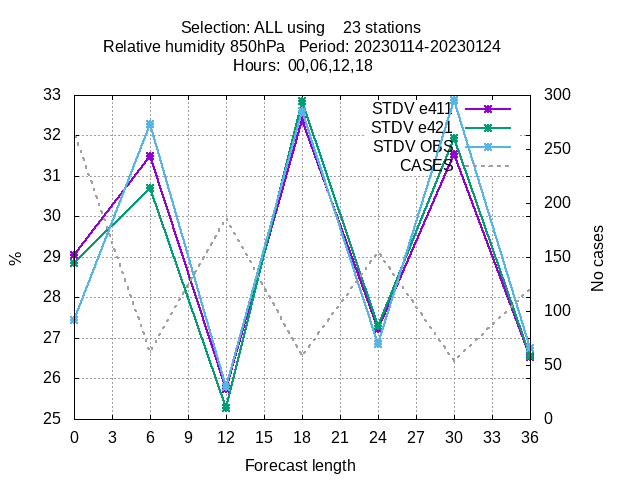 Selection: ALL using    23 stations
Relative humidity 850hPa   Period: 20230114-20230124
Hours:  00,06,12,18
33
32
31
30
29
28
27
26
25
%
STDV e411
STDV e421
STDV OBS
CASES
300
250
200
150
100
50
0
No cases
0 3 6 9 12 15 18 21 24 27 30 33 36
Forecast length